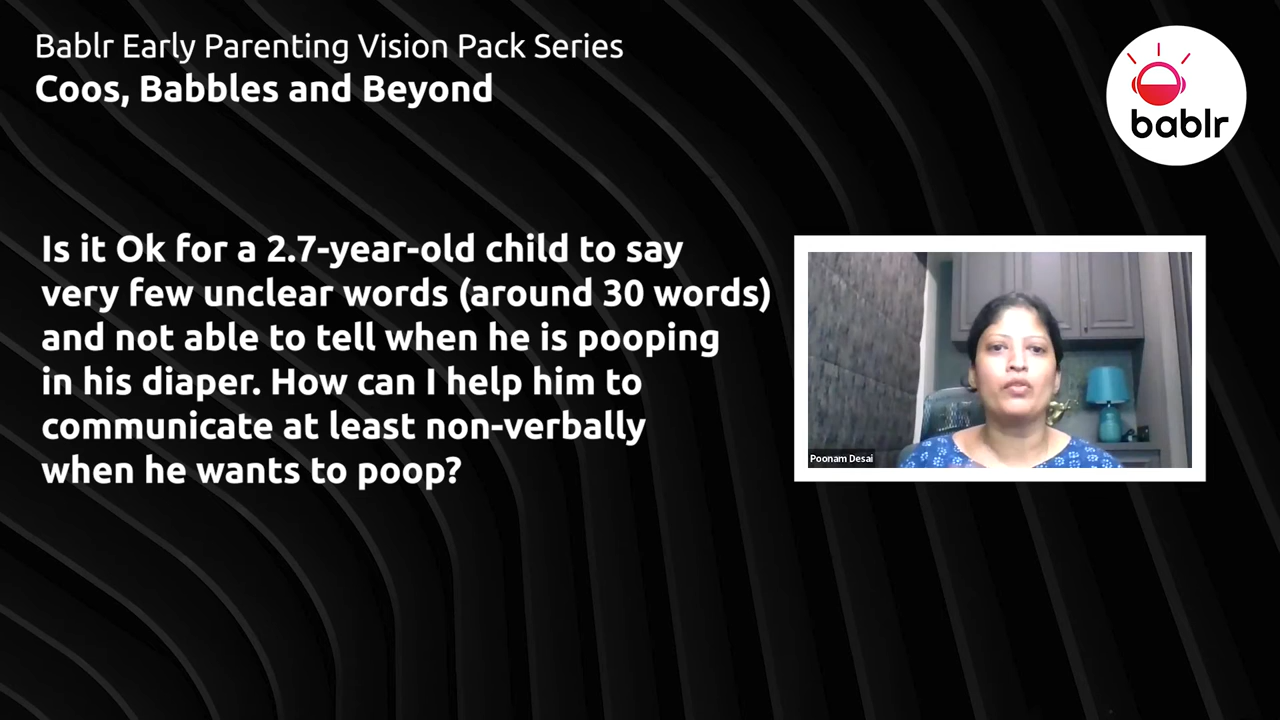 Bablr Early Parenting Vision Pack Series
Coos, Babbles and Beyond
bablr
Is it Ok for a 2.7-year-old child to say
very few unclear words (around 30 words)
and not able to tell when he is pooping
in his diaper. How can I help him to
communicate at least non-verbally
when he wants to poop?
Poonam Desai